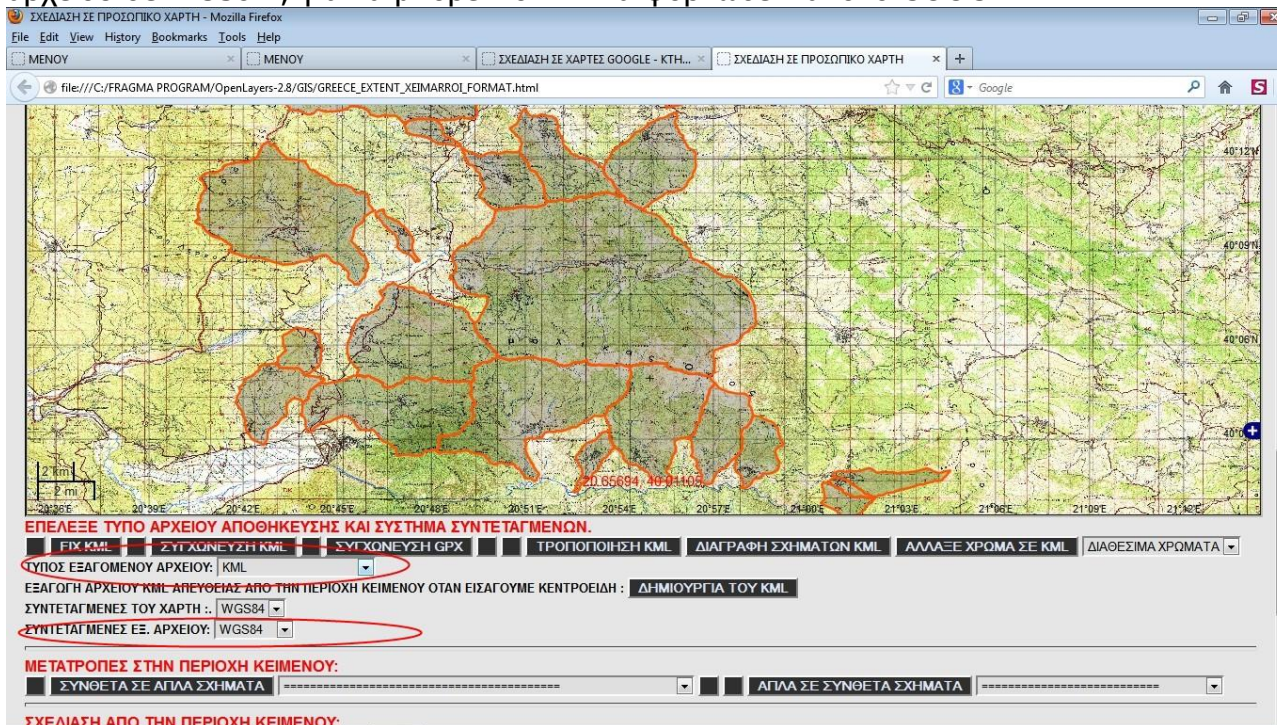 ΣΧΕΔΙΑΣΗ ΣΕ ΠΡΟΣΩΠΙΚΟ ΧΑΡΤΗ - Mozilla Firefox
File Edit View History Bookmarks Tools Help
ΜΕΝΟΥ ΜΕΝΟΥ ΣΧΕΔΙΑΣΗ ΣΕ ΧΑΡΤΕΣ GOOGLE - ΚΤΗ... ΣΧΕΔΙΑΣΗ ΣΕ ΠΡΟΣΩΠΙΚΟ ΧΑΡΤΗ
file:///C:/FRAGMA PROGRAM/OpenLayers-2.8/GIS/GREECE_EXTENT_XEIMARROI_FORMAT.html Google
40°12'N
40°09'N
40°06'N
2 km
2 mi
20.65694, 40.01105
20°36'E 20°39'E 20°42'E 20°45'E 20°48'E 20°51'E 20°54'E 20°57'E 21°00'E 21°03'E 21°06'E 21°09'E 21°12'E
ΕΠΕΛΕΞΕ ΤΥΠΟ ΑΡΧΕΙΟΥ ΑΠΟΘΗΚΕΥΣΗΣ ΚΑΙ ΣΥΣΤΗΜΑ ΣΥΝΤΕΤΑΓΜΕΝΩΝ.
FIX KML ΣΥΓΧΩΝΕΥΣΗ KML ΣΥΓΧΩΝΕΥΣΗ GPX ΤΡΟΠΟΠΟΙΗΣΗ KML ΔΙΑΓΡΑΦΗ ΣΧΗΜΑΤΩΝ KML ΑΛΛΑΞΕ ΧΡΩΜΑ ΣΕ KML ΔΙΑΘΕΣΙΜΑ ΧΡΩΜΑΤΑ
ΤΥΠΟΣ ΕΞΑΓΟΜΕΝΟΥ ΑΡΧΕΙΟΥ: KML
ΕΞΑΓΩΓΗ ΑΡΧΕΙΟΥ KML ΑΠΕΥΘΕΙΑΣ ΑΠΟ ΤΗΝ ΠΕΡΙΟΧΗ ΚΕΙΜΕΝΟΥ ΟΤΑΝ ΕΙΣΑΓΟΥΜΕ ΚΕΝΤΡΟΕΙΔΗ : ΔΗΜΙΟΥΡΓΙΑ ΤΟΥ KML
ΣΥΝΤΕΤΑΓΜΕΝΕΣ ΤΟΥ ΧΑΡΤΗ :. WGS84
ΣΥΝΤΕΤΑΓΜΕΝΕΣ ΕΞ. ΑΡΧΕΙΟΥ: WGS84
ΜΕΤΑΤΡΟΠΕΣ ΣΤΗΝ ΠΕΡΙΟΧΗ ΚΕΙΜΕΝΟΥ:
ΣΥΝΘΕΤΑ ΣΕ ΑΠΛΑ ΣΧΗΜΑΤΑ ΑΠΛΑ ΣΕ ΣΥΝΘΕΤΑ ΣΧΗΜΑΤΑ
ΣΧΕΔΙΑΣΗ ΑΠΟ ΤΗΝ ΠΕΡΙΟΧΗ ΚΕΙΜΕΝΟΥ: